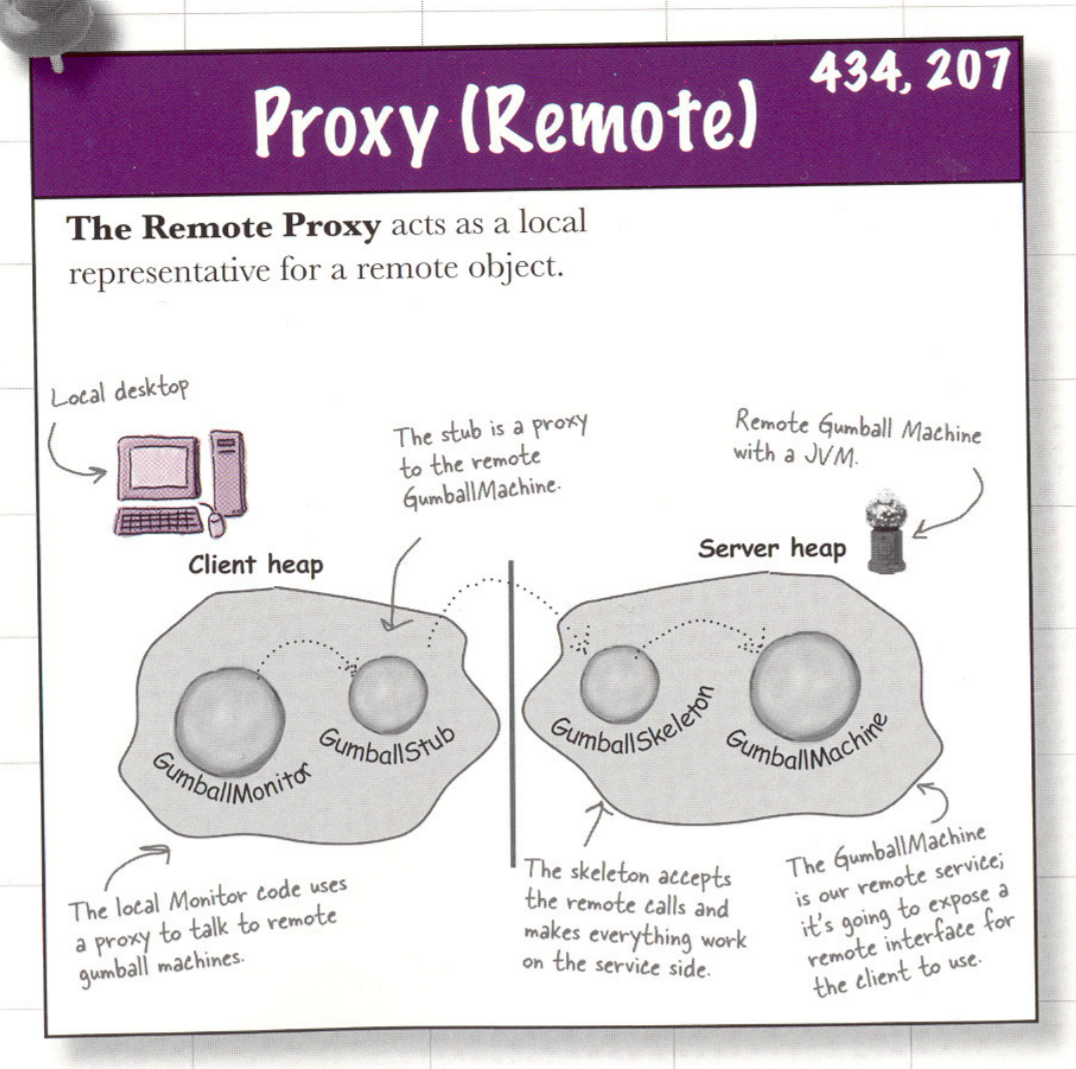 434, 207
Proxy (Remote)
The Remote Proxy acts as a local
representative for a remote object.
Local desktop
The stub is a proxy
to the remote
GumballMachine.
Remote Gumball Machine
with a JVM.
Client heap
Server heap
GumballMonitor
GumballStub
GumballSkeleton
GumballMachine
The local Monitor code uses
a proxy to talk to remote
gumball machines.
The skeleton accepts
the remote calls and
makes everything work
on the service side.
The GumballMachine
is our remote service;
it's going to expose a
remote interface for
the client to use.